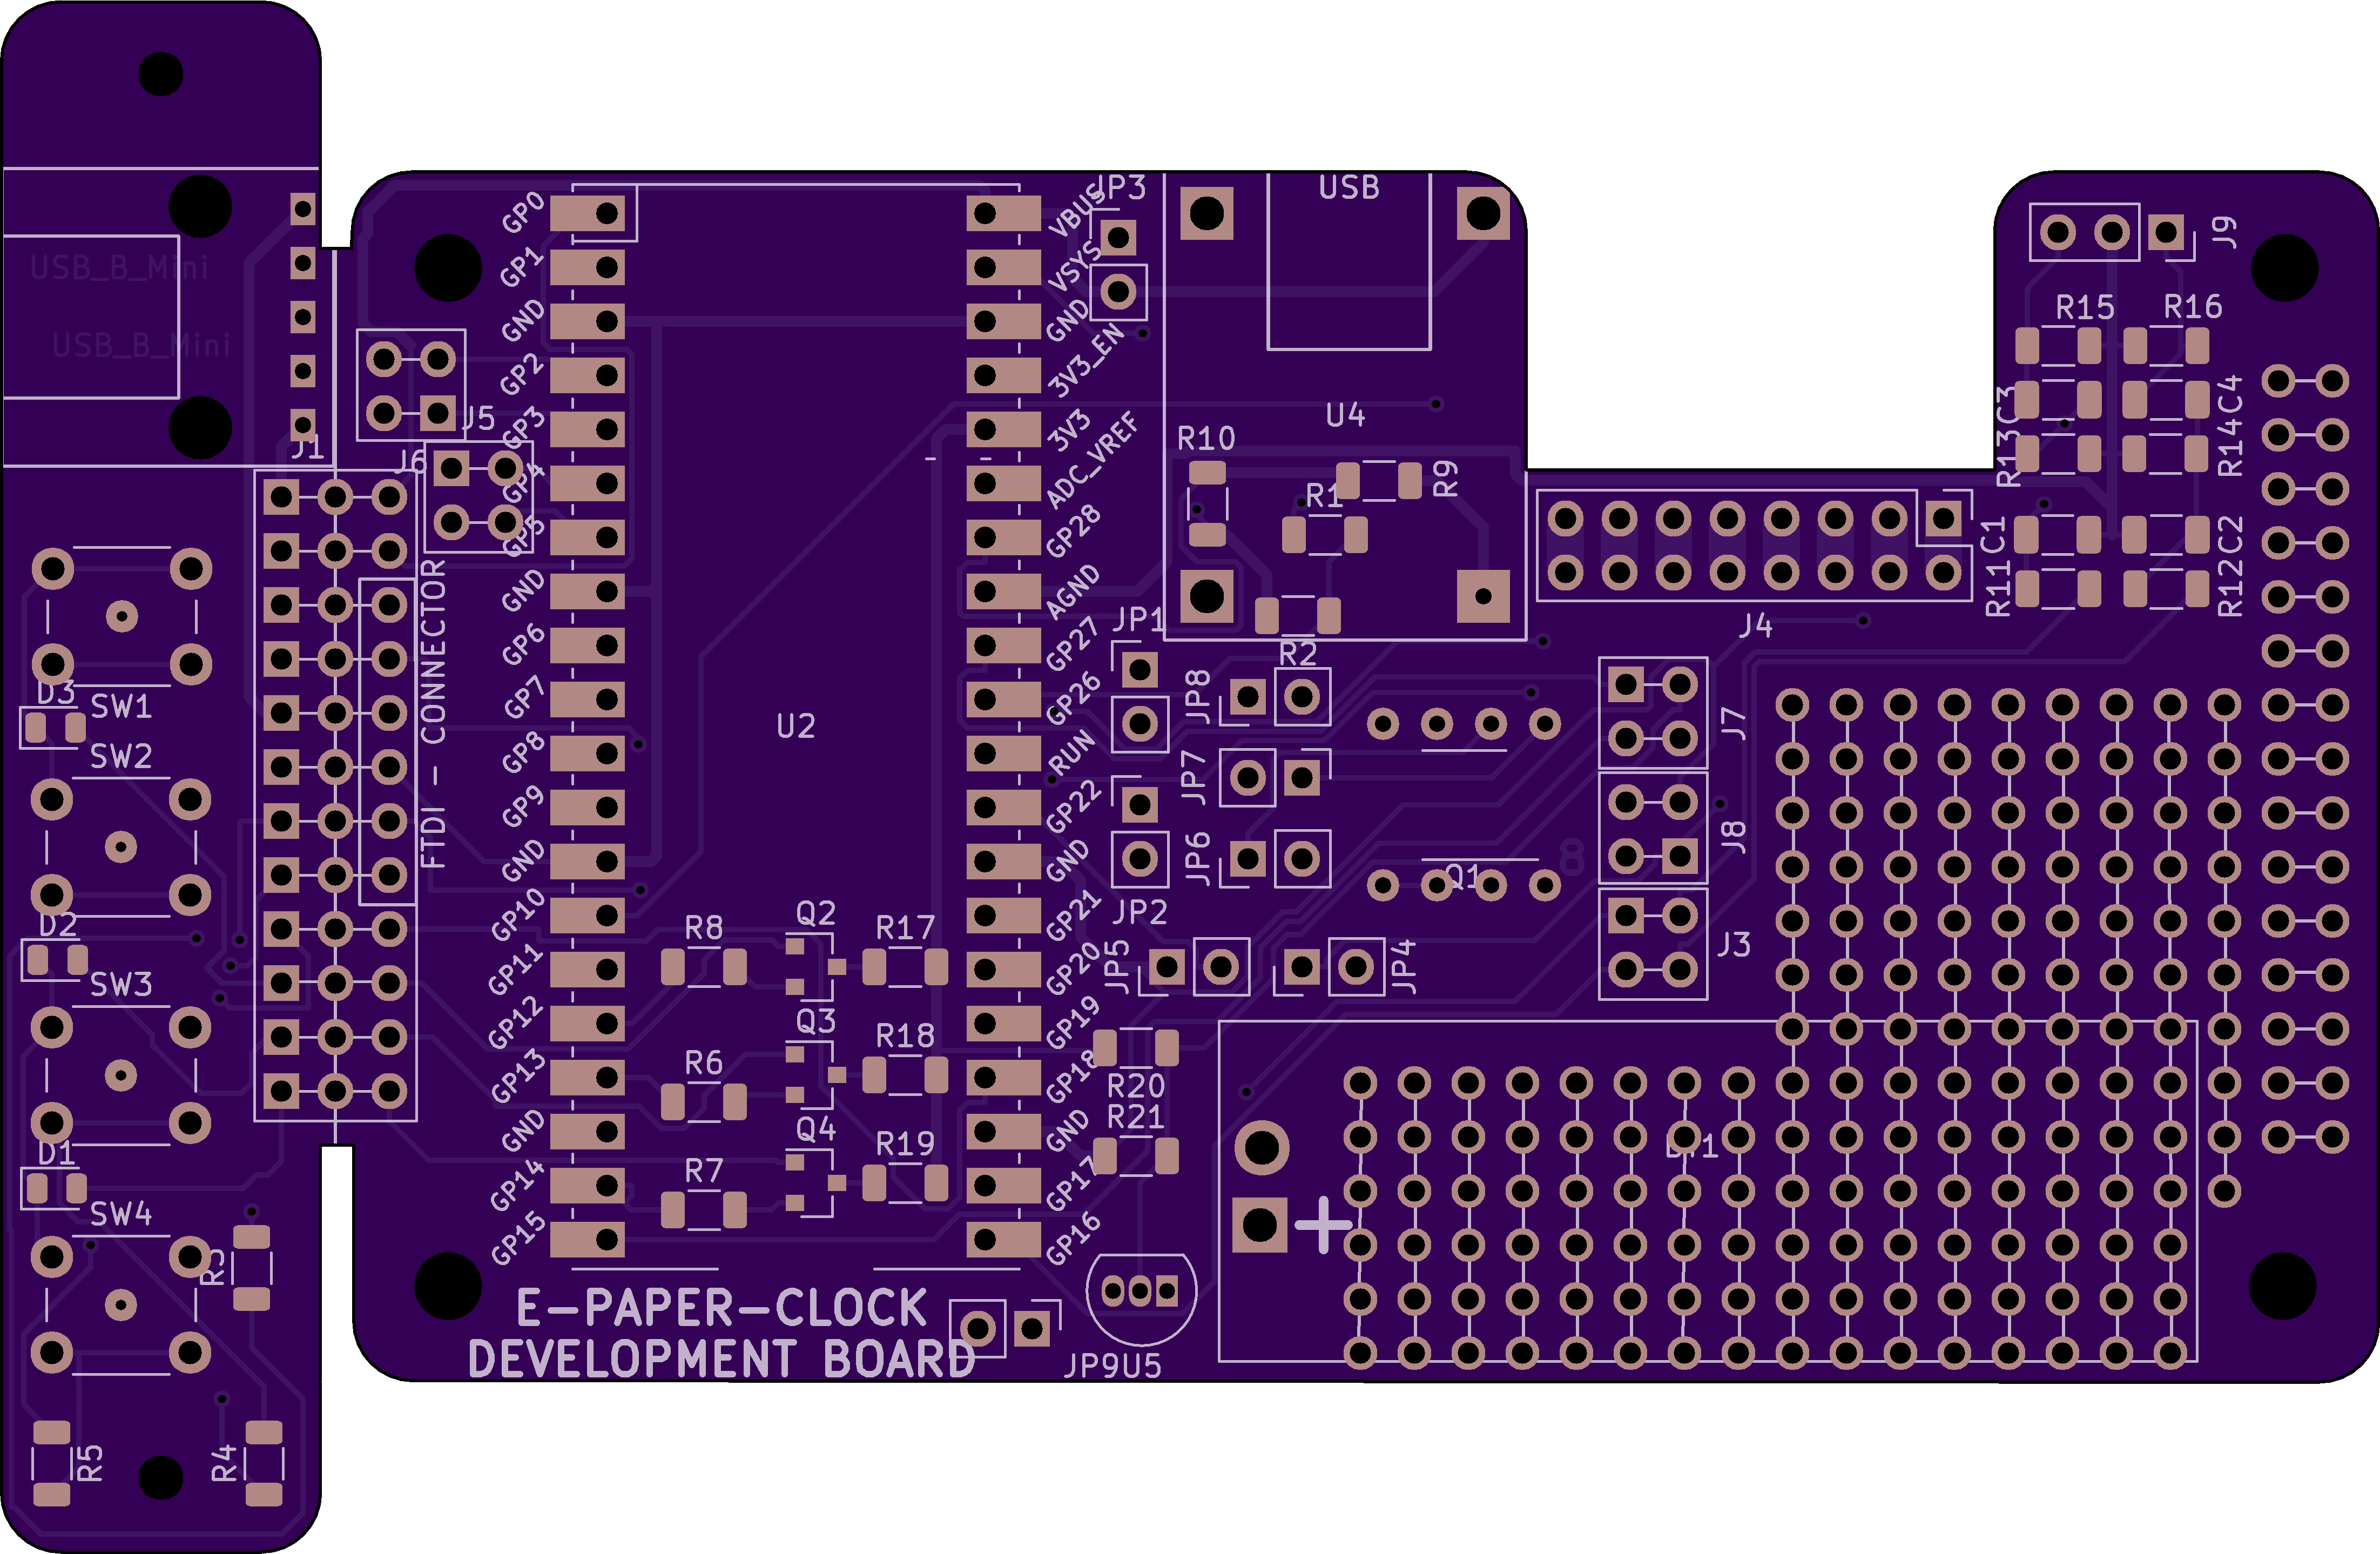 USB_B_Mini
USB_B_Mini
J1
J5
J6
FTDI - CONNECTOR
D3
SW1
SW2
D2
SW3
D1
SW4
R3
R5
R4
GP0
GP1
GND
GP2
GP3
GP4
GP5
GND
GP6
GP7
GP8
GP9
GND
GP10
GP11
GP12
GP13
GND
GP14
GP15
U2
R8
R6
R7
Q2
Q3
Q4
R17
R18
R19
VBUS
VSYS
GND
3V3_EN
3V3
ADC_VREF
GP28
AGND
GP27
GP26
RUN
GP22
GND
GP21
GP20
GP19
GP18
GND
GP17
GP16
JP3
USB
U4
R10
R9
R1
R2
JP1
JP8
JP7
JP6
JP2
JP5
JP4
Q1
8
R20
R21
JP9U5
E-PAPER-CLOCK
DEVELOPMENT BOARD
J9
R15
R16
R13C3
R14C4
R11C1
R12C2
J4
J7
J8
J3
+